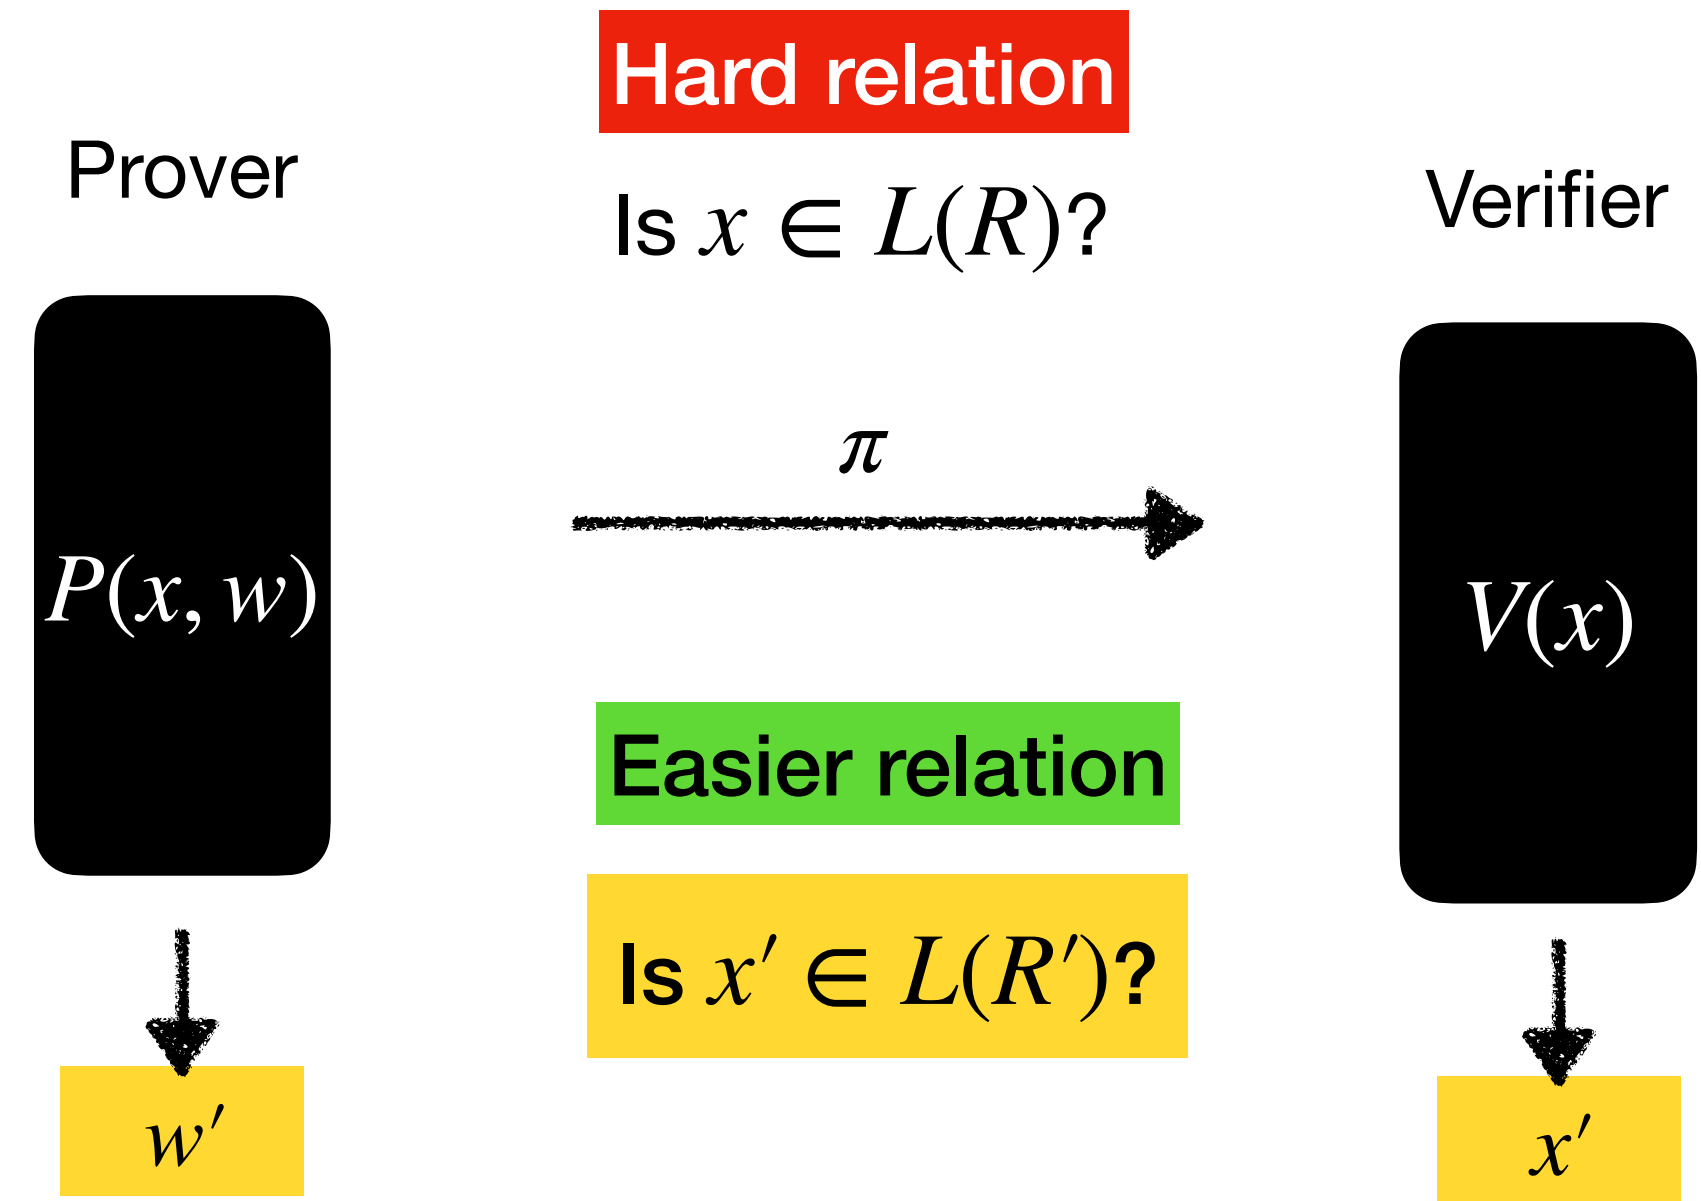 Hard relation
Prover
Is x ∈ L(R)?
Verifier
π
P(x, w)
V(x)
Easier relation
Is x′ ∈ L(R′)?
w′
x′